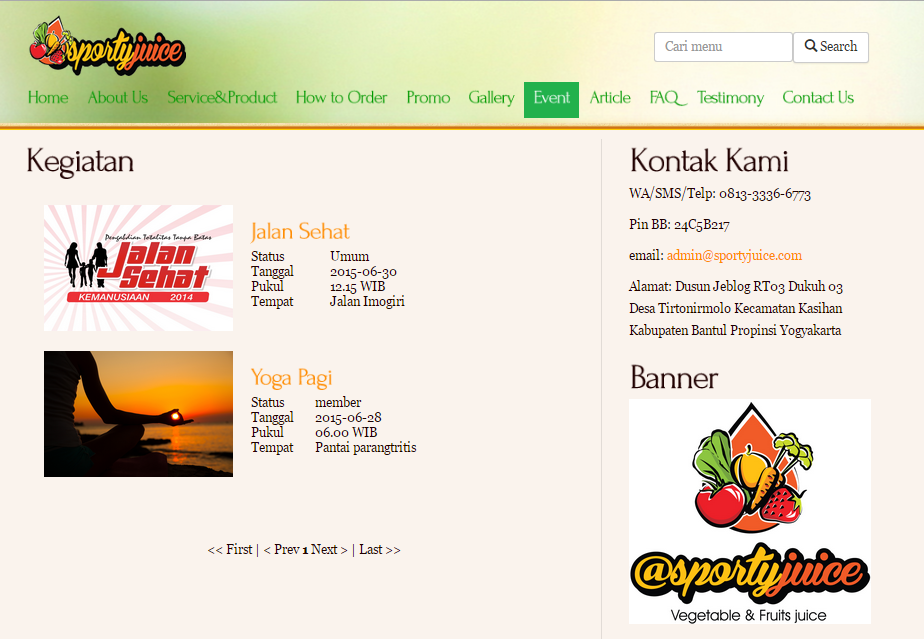 sportyjuice
Cari menu
Search
Home About Us Service&Product How to Order Promo Gallery Event Article FAQ Testimony Contact Us
Kegiatan
Pengabdian Totalitas Tanpa Batas
Jalan
Sehat
KEMANUSIAAN 2014
Jalan Sehat
Status Umum
Tanggal 2015-06-30
Pukul 12.15 WIB
Tempat Jalan Imogiri
Yoga Pagi
Status member
Tanggal 2015-06-28
Pukul 06.00 WIB
Tempat Pantai parangtritis
<< First | < Prev 1 Next > | Last >>
Kontak Kami
WA/SMS/Telp: 0813-3336-6773
Pin BB: 24C5B217
email: admin@sportyjuice.com
Alamat: Dusun Jeblog RT03 Dukuh 03
Desa Tirtonirmolo Kecamatan Kasihan
Kabupaten Bantul Propinsi Yogyakarta
Banner
@sportyjuice
Vegetable & Fruits juice